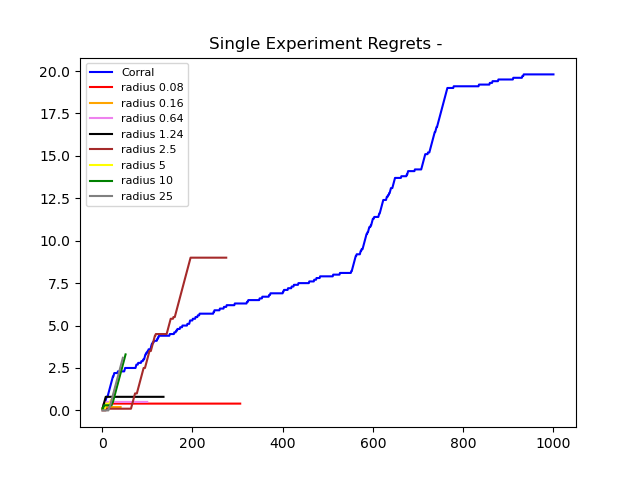 Single Experiment Regrets -
20.0
17.5
15.0
12.5
10.0
7.5
5.0
2.5
0.0
Corral
radius 0.08
radius 0.16
radius 0.64
radius 1.24
radius 2.5
radius 5
radius 10
radius 25
0 200 400 600 800 1000